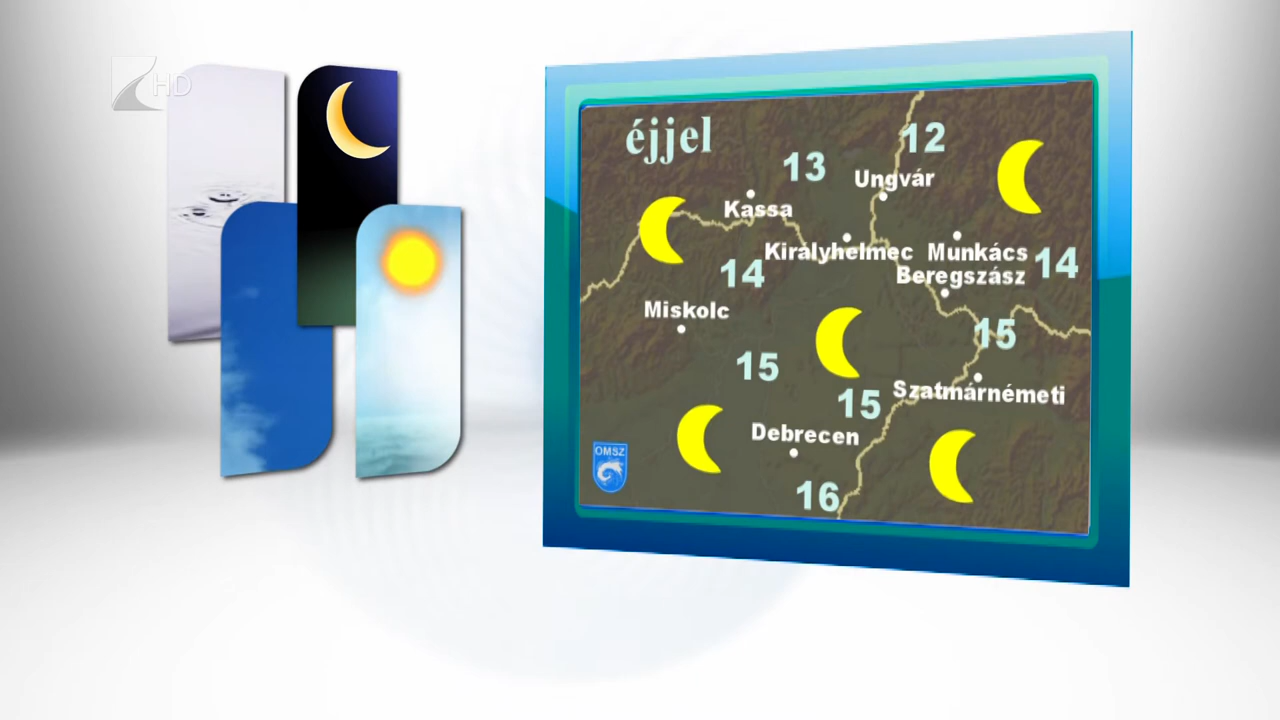 HD
éjjel
12
13
Ungvár
Kassa
Királyhelmec
Munkács
14
14
Beregszász
Miskolc
15
15
Szatmárnémeti
15
Debrecen
OMSZ
16